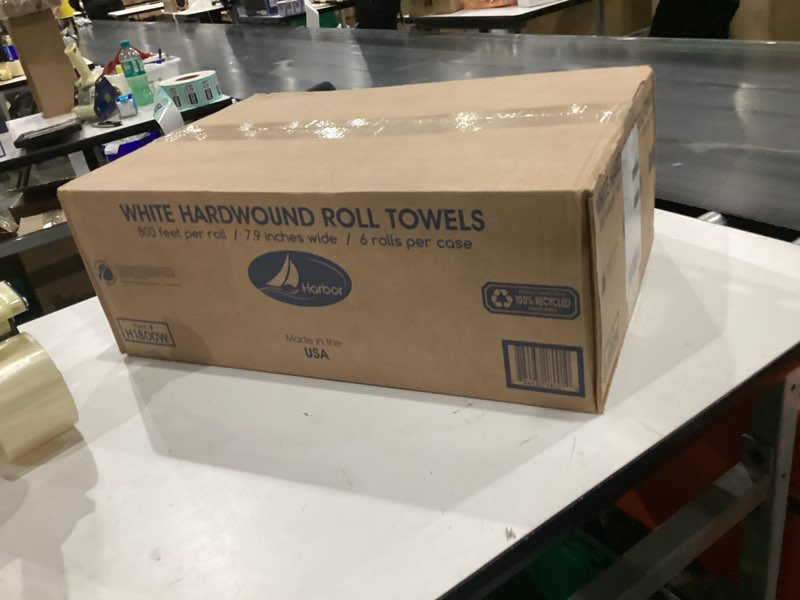 WHITE HARDWOUND ROLL TOWELS
800 feet per roll / 7.9 inches wide / 6 rolls per case
Harbor
100% RECYCLED
Item #
H1800W
Made in the
USA